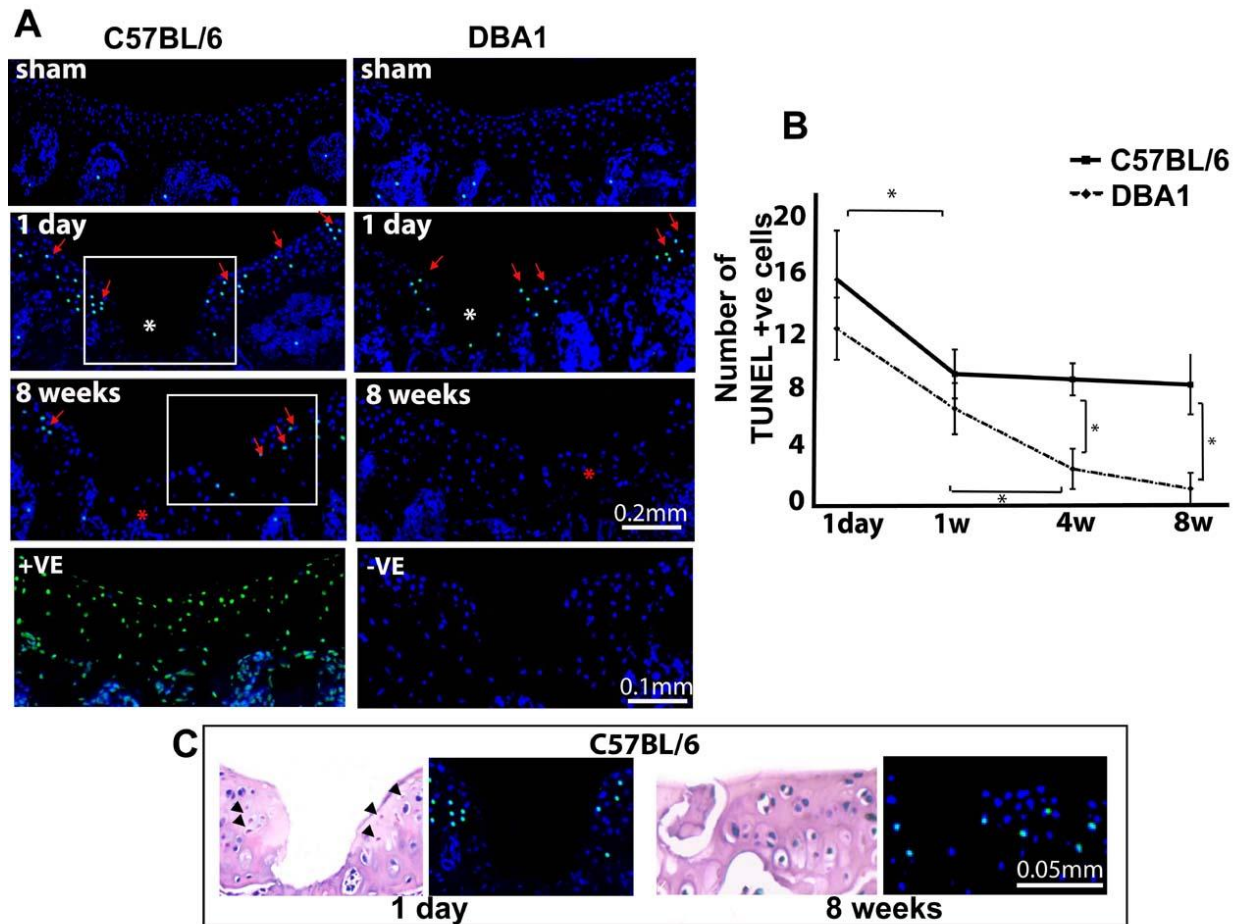 A
C57BL/6
DBA1
sham
sham
1 day
1 day
*
*
8 weeks
8 weeks
*
*
0.2mm
+VE
-VE
0.1mm
B
C57BL/6
DBA1
Number of
TUNEL +ve cells
20
16
12
8
4
0
*
*
*
*
1day 1w 4w 8w
C
C57BL/6
0.05mm
1 day
8 weeks